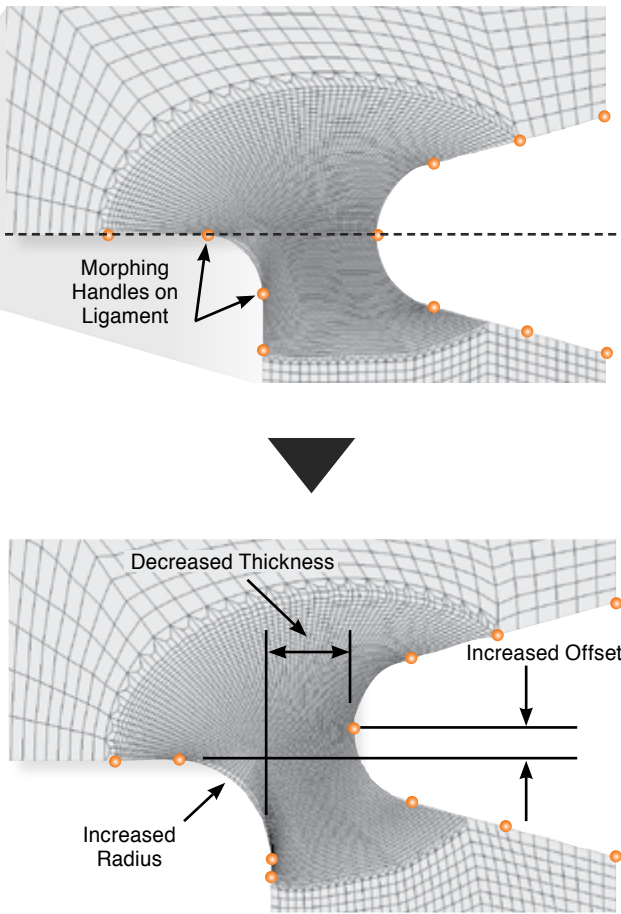 Morphing
Handles on
Ligament
Decreased Thickness
Increased Offset
Increased
Radius